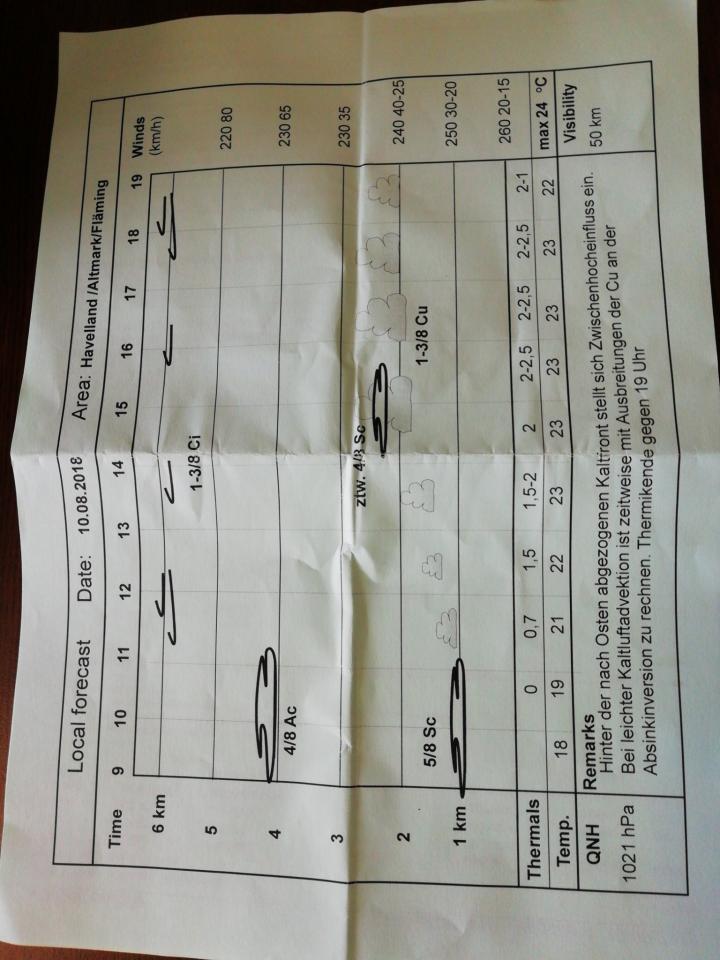 Local forecast Date: 10.08.2018 Area: Havelland /Altmark/Fläming
Time 9 10 11 12 13 14 15 16 17 18 19 Winds
(km/h)
6 km
1-3/8 Ci
5 220 80
4 230 65
4/8 Ac
3 230 35
ztw. 4/8 Sc
2 240 40-25
5/8 Sc 1-3/8 Cu
1 km 250 30-20
260 20-15
Thermals 0 0,7 1,5 1,5-2 2 2-2,5 2-2,5 2-2,5 2-1
Temp. 18 19 21 22 23 23 23 23 23 22 max 24 °C
QNH Remarks Visibility
1021 hPa Hinter der nach Osten abgezogenen Kaltfront stellt sich Zwischenhocheinfluss ein. 50 km
Bei leichter Kaltluftadvektion ist zeitweise mit Ausbreitungen der Cu an der
Absinkinversion zu rechnen. Thermikende gegen 19 Uhr